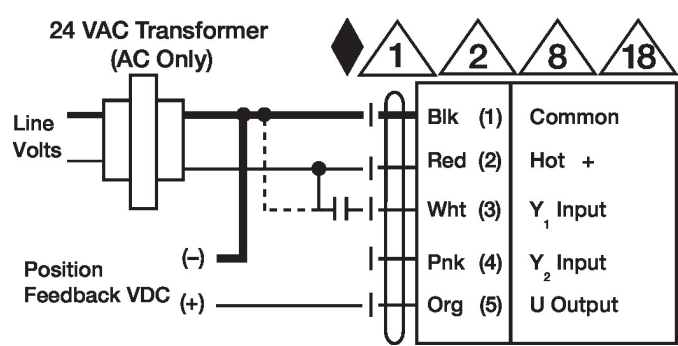 24 VAC Transformer
(AC Only)
1 2 8 18
Line
Volts
Blk (1) Common
Red (2) Hot +
Wht (3) Y1 Input
(–)
Pnk (4) Y2 Input
Position
Feedback VDC (+)
Org (5) U Output